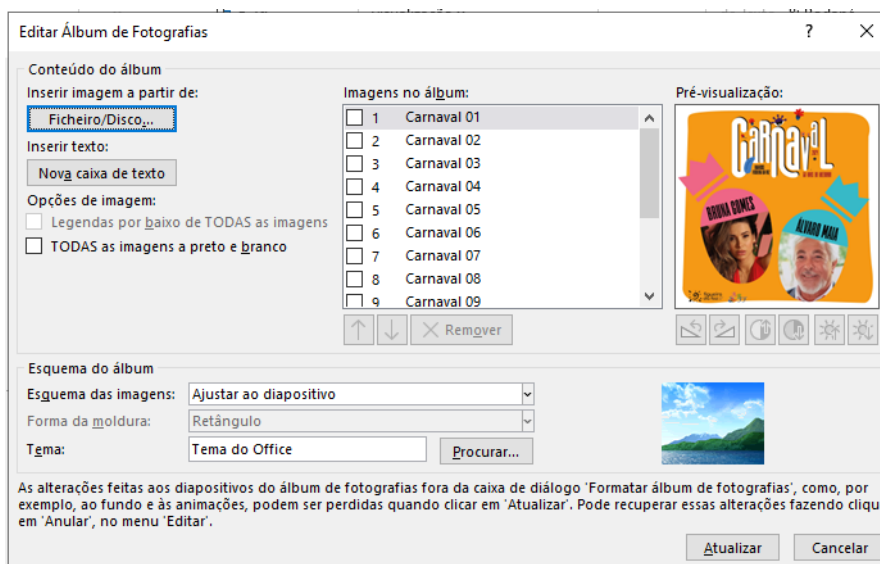 Editar Álbum de Fotografias
?
Conteúdo do álbum
Inserir imagem a partir de:
Ficheiro/Disco...
Inserir texto:
Nova caixa de texto
Opções de imagem:
Legendas por baixo de TODAS as imagens
TODAS as imagens a preto e branco
Imagens no álbum:
1 Carnaval 01
2 Carnaval 02
3 Carnaval 03
4 Carnaval 04
5 Carnaval 05
6 Carnaval 06
7 Carnaval 07
8 Carnaval 08
9 Carnaval 09
Remover
Pré-visualização:
CARNAVAL
BRUNA GOMES
ÁLVARO MAIA
Esquema do álbum
Esquema das imagens: Ajustar ao diapositivo
Forma da moldura: Retângulo
Tema: Tema do Office
Procurar...
As alterações feitas aos diapositivos do álbum de fotografias fora da caixa de diálogo 'Formatar álbum de fotografias', como, por
exemplo, ao fundo e às animações, podem ser perdidas quando clicar em 'Atualizar'. Pode recuperar essas alterações fazendo cliqu
em 'Anular', no menu 'Editar'.
Atualizar
Cancelar